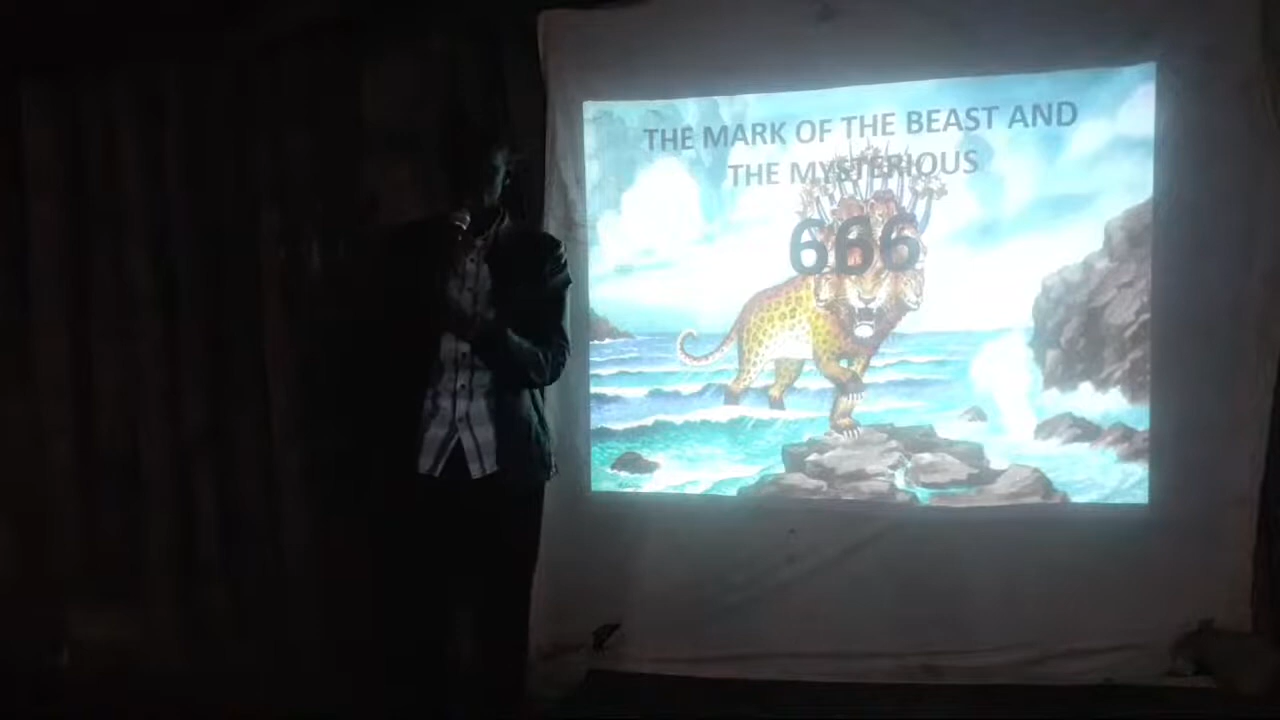 THE MARK OF THE BEAST AND
THE MYSTERIOUS
666